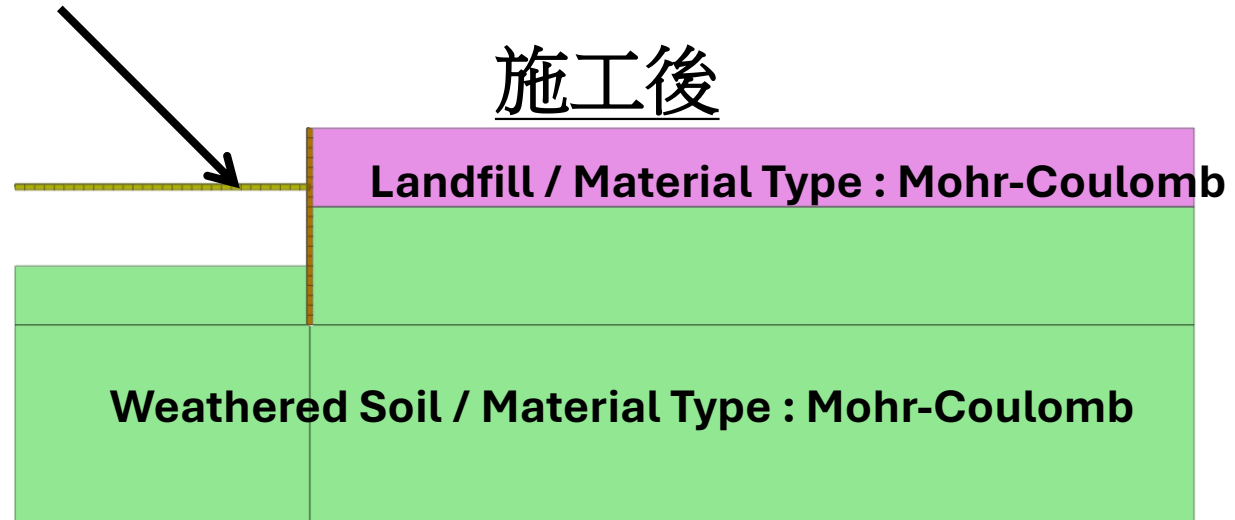 施工後
Landfill / Material Type : Mohr-Coulomb
Weathered Soil / Material Type : Mohr-Coulomb